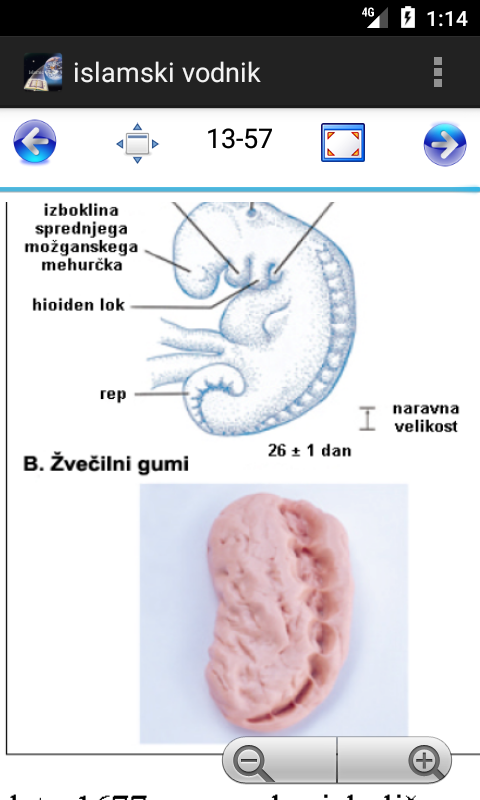 4G
1:14
islamski vodnik
13-57
izboklina
sprednjega
možganskega
mehurčka
hioiden lok
rep
naravna
velikost
26 ± 1 dan
B. Žvečilni gumi